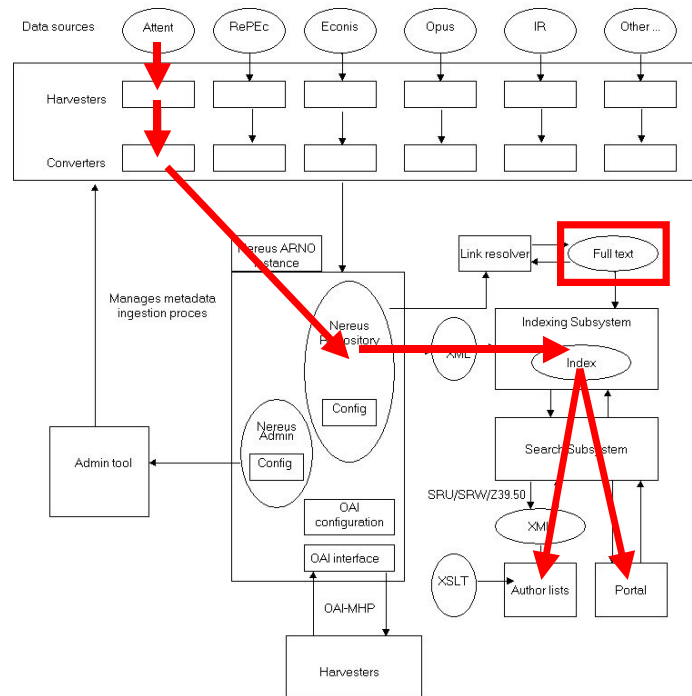 Data sources
Attent
RePEc
Econis
Opus
IR
Other ...
Harvesters
Converters
Nereus ARNO
instance
Link resolver
Full text
Manages metadata
ingestion proces
Nereus
Repository
Indexing Subsystem
XML
Index
Config
Nereus
Admin
Config
Admin tool
Search Subsystem
SRU/SRW/Z39.50
OAI
configuration
XML
OAI interface
XSLT
Author lists
Portal
OAI-MHP
Harvesters